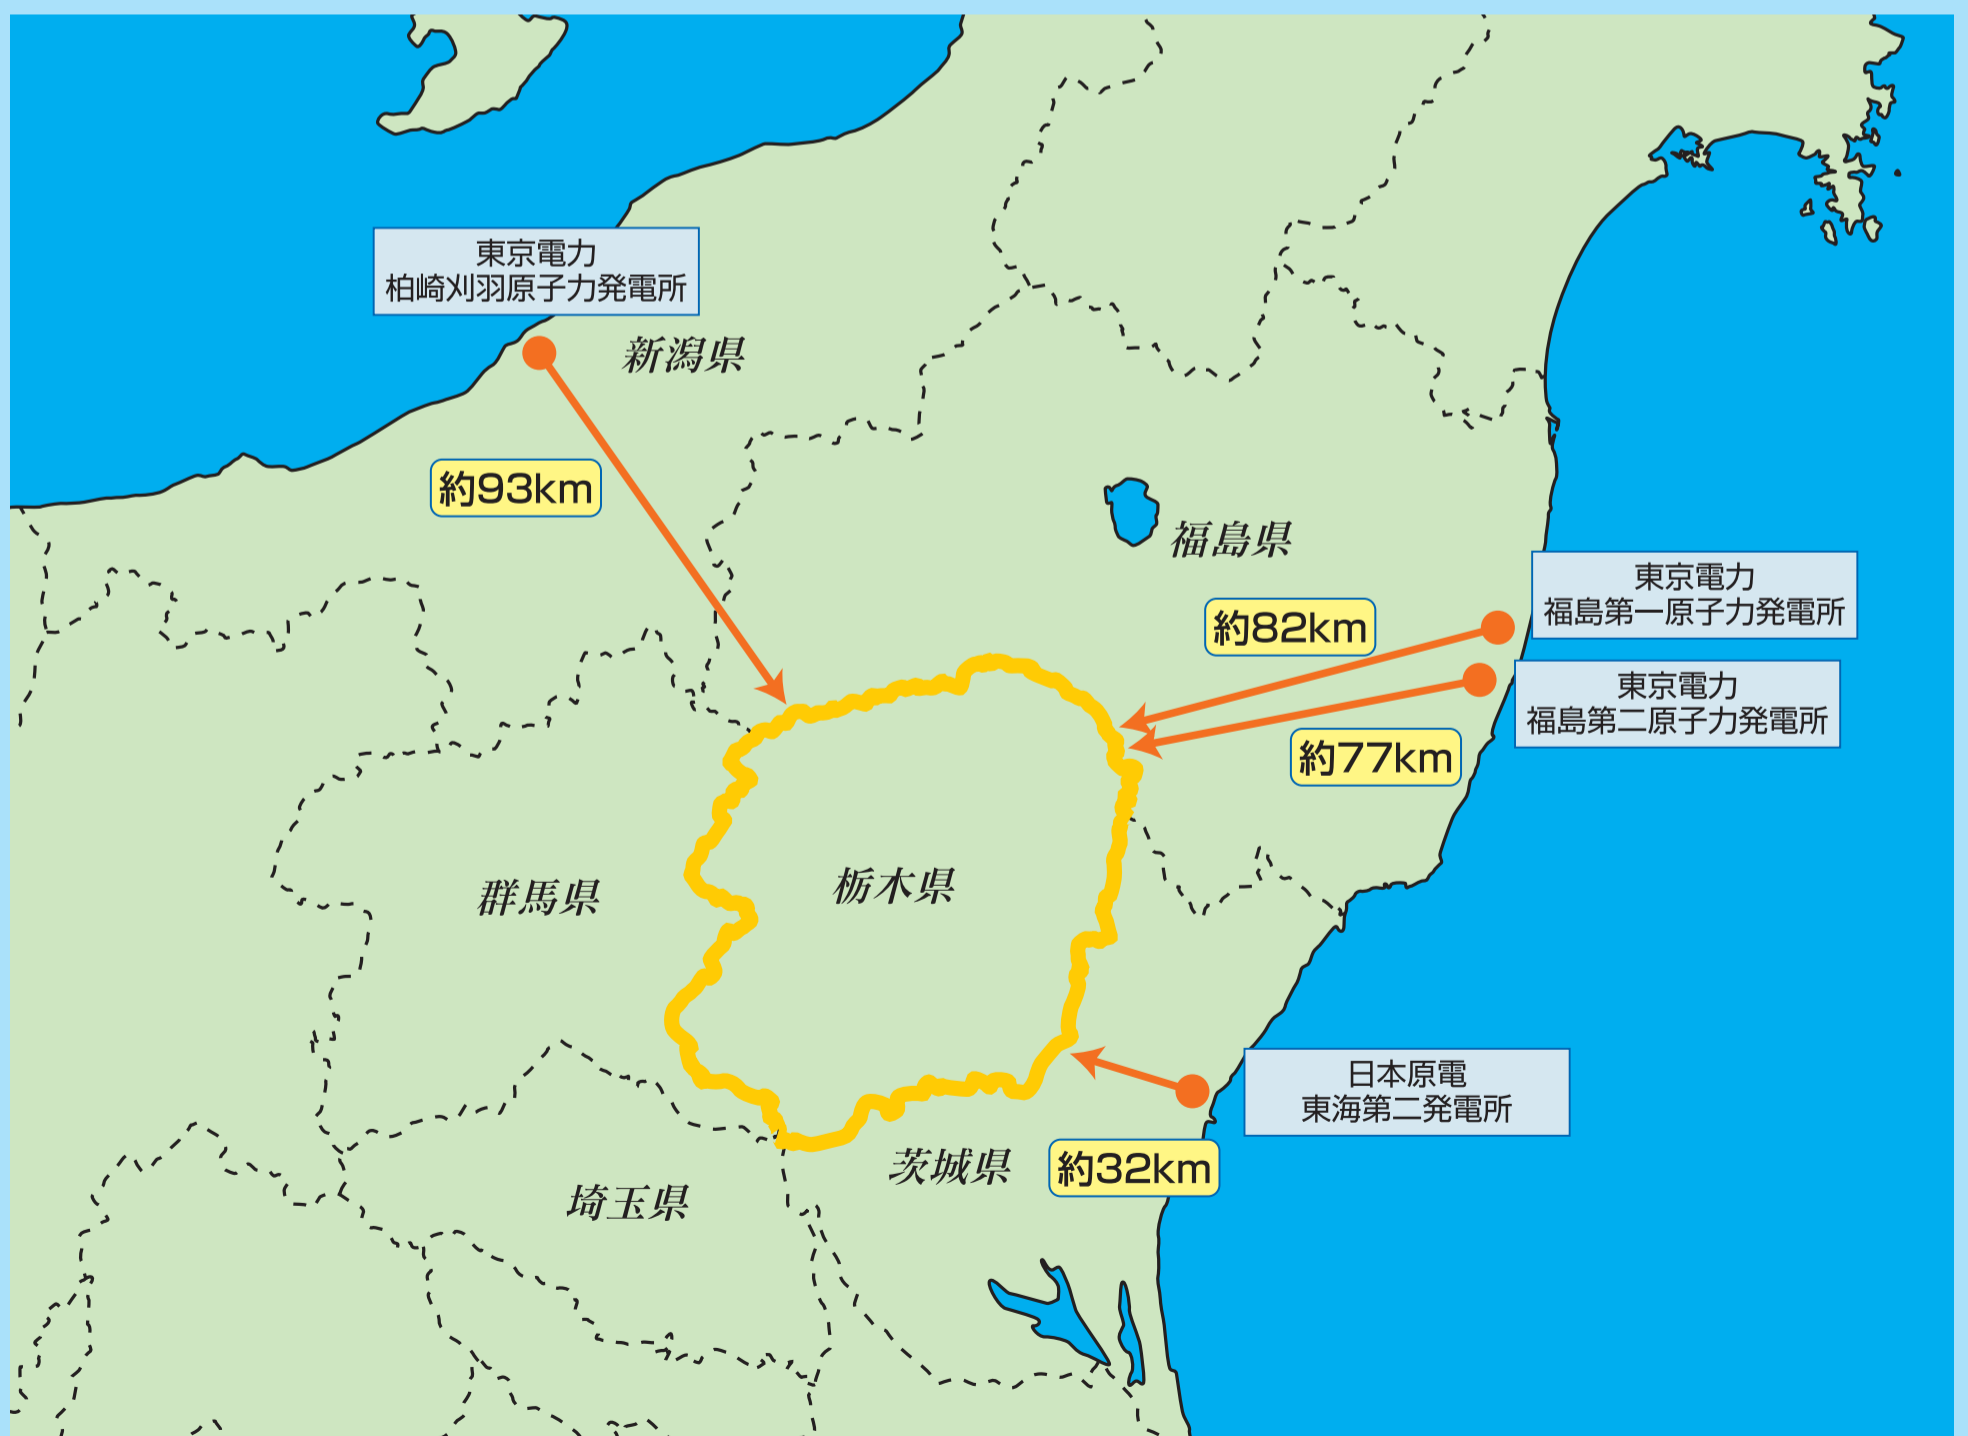 東京電力
柏崎刈羽原子力発電所
新潟県
約93km
福島県
東京電力
福島第一原子力発電所
約82km
東京電力
福島第二原子力発電所
約77km
群馬県
栃木県
日本原電
東海第二発電所
茨城県
約32km
埼玉県